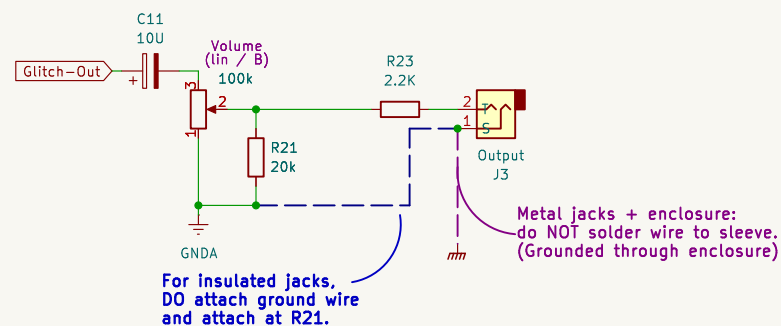 C11
10U
Glitch-Out
+
Volume
(lin / B)
100k
3
2
1
R21
20k
GNDA
R23
2.2K
2
T
1
S
Output
J3
Metal jacks + enclosure:
do NOT solder wire to sleeve.
(Grounded through enclosure)
For insulated jacks,
DO attach ground wire
and attach at R21.